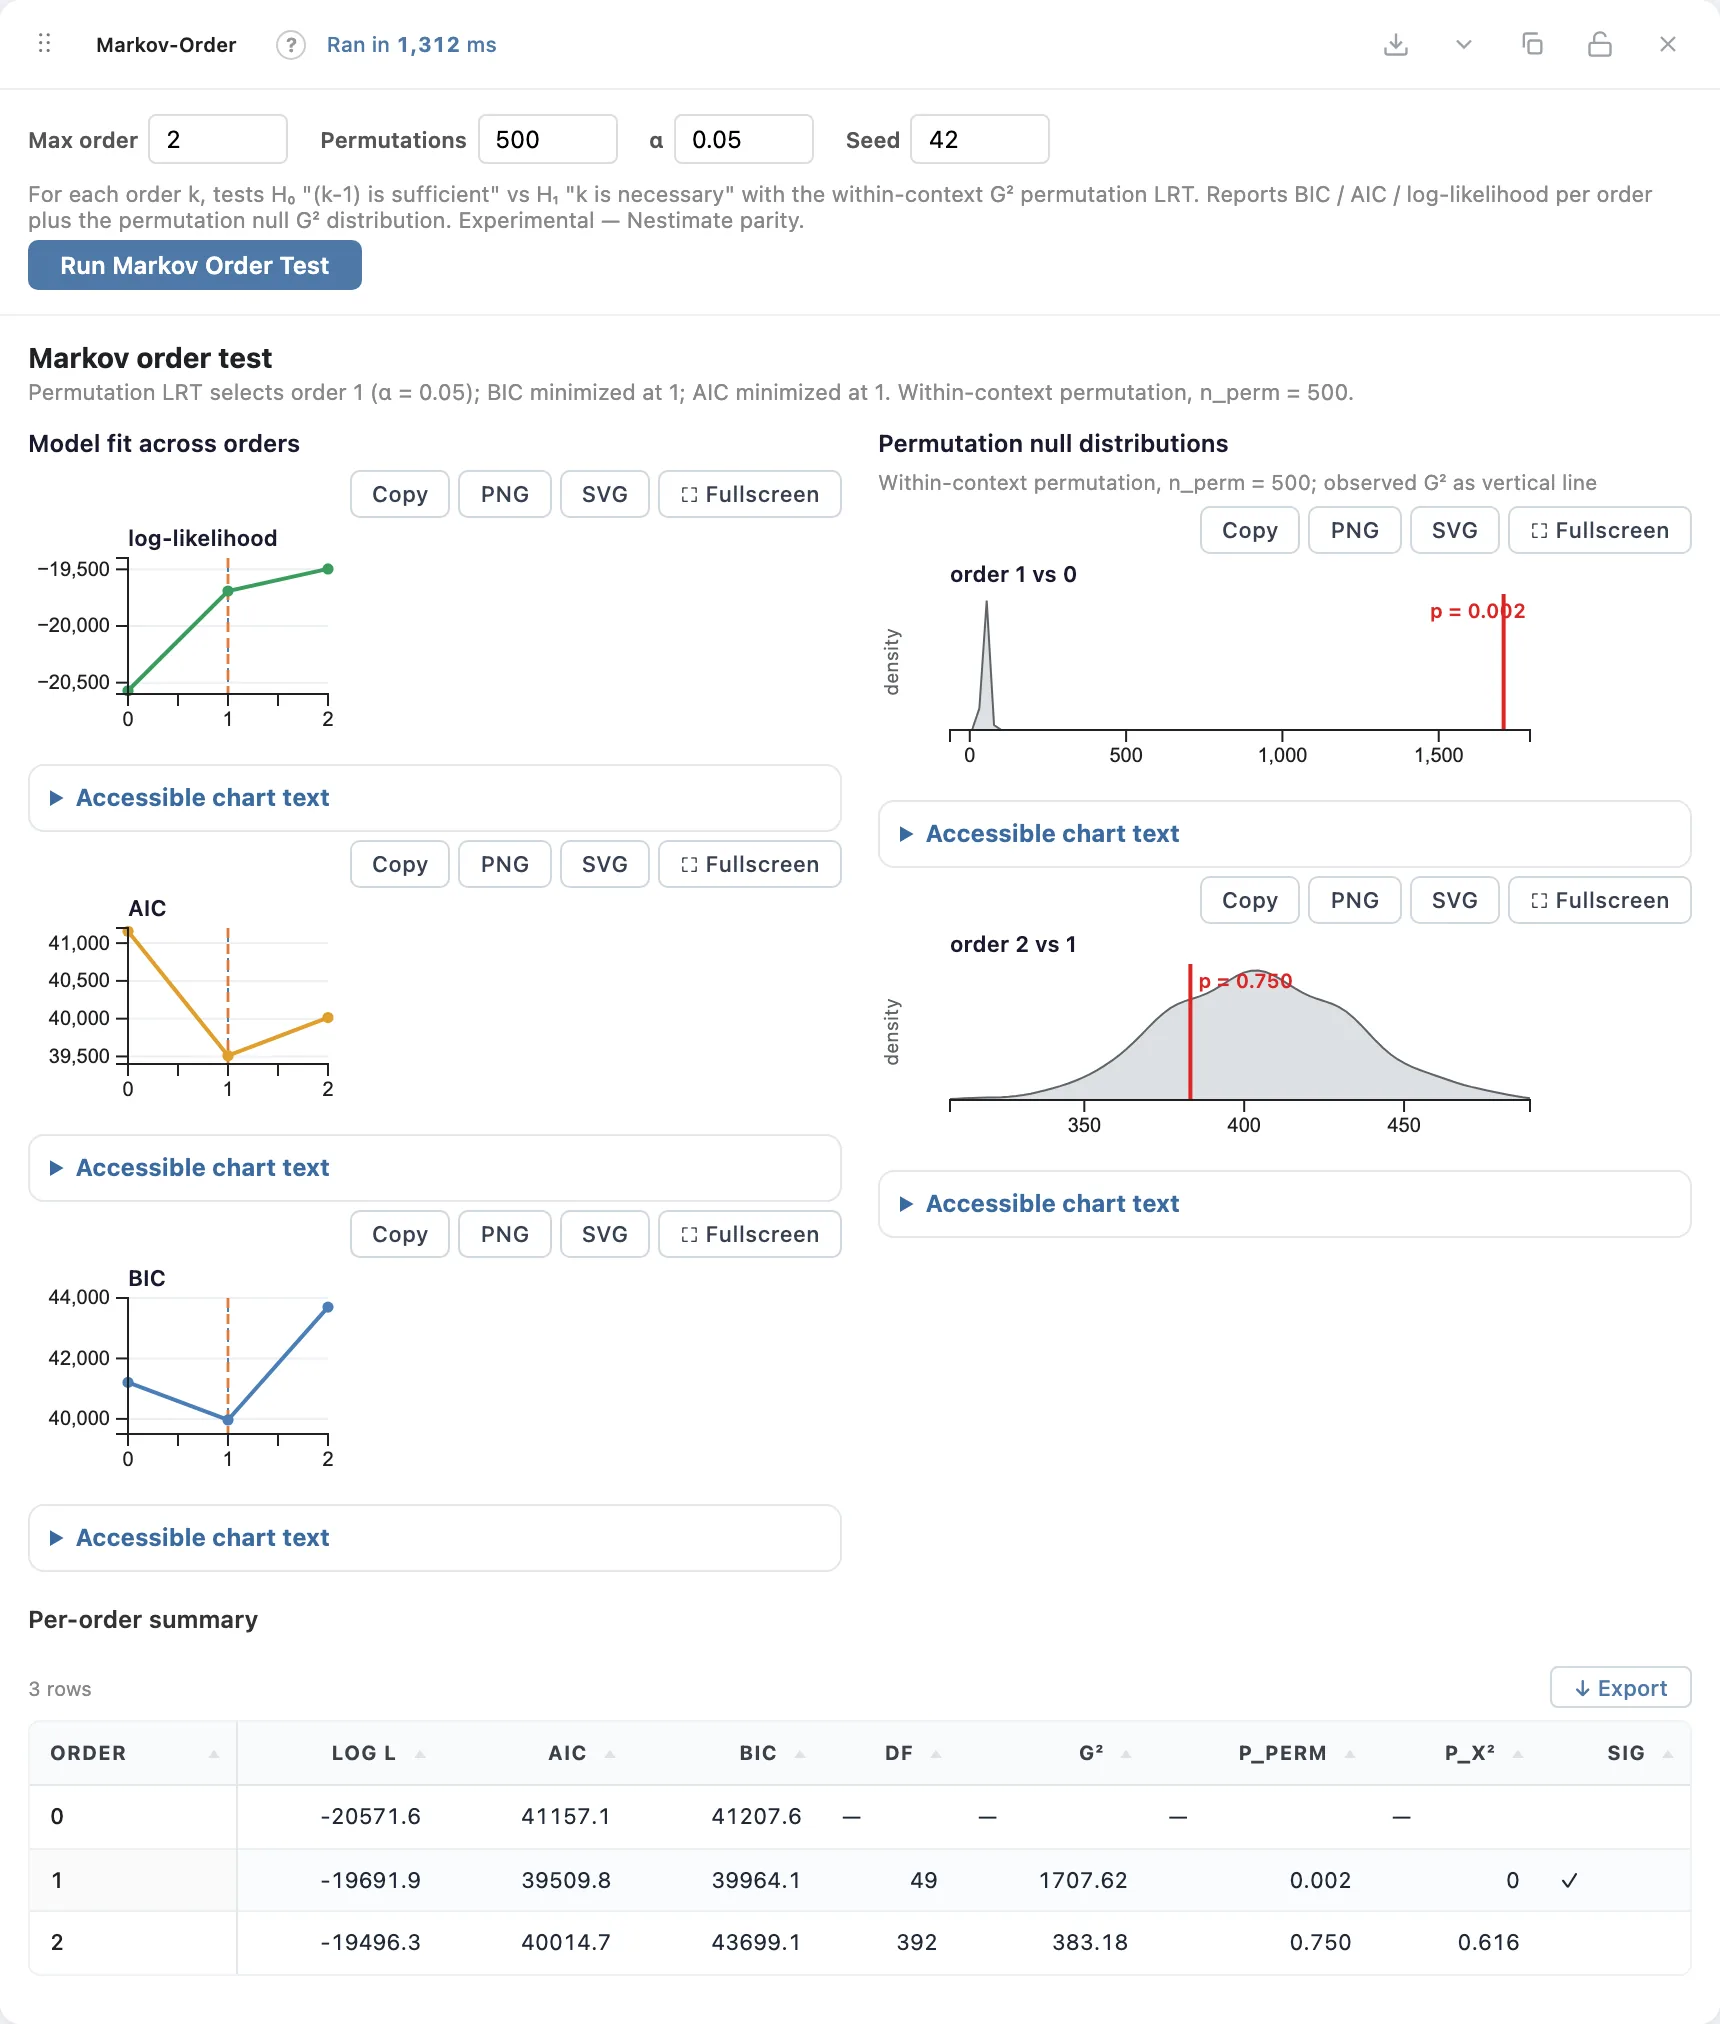 Markov-Order ? Ran in 1,312 ms
Max order 2 Permutations 500 α 0.05 Seed 42
For each order k, tests H₀ "(k-1) is sufficient" vs H₁ "k is necessary" with the within-context G² permutation LRT. Reports BIC / AIC / log-likelihood per order
plus the permutation null G² distribution. Experimental — Nestimate parity.
Run Markov Order Test
Markov order test
Permutation LRT selects order 1 (α = 0.05); BIC minimized at 1; AIC minimized at 1. Within-context permutation, n_perm = 500.
Model fit across orders
Copy PNG SVG Fullscreen
log-likelihood
−19,500
−20,000
−20,500
0 1 2
▶ Accessible chart text
Copy PNG SVG Fullscreen
AIC
41,000
40,500
40,000
39,500
0 1 2
▶ Accessible chart text
Copy PNG SVG Fullscreen
BIC
44,000
42,000
40,000
0 1 2
▶ Accessible chart text
Permutation null distributions
Within-context permutation, n_perm = 500; observed G² as vertical line
Copy PNG SVG Fullscreen
order 1 vs 0
p = 0.002
density
0 500 1,000 1,500
▶ Accessible chart text
Copy PNG SVG Fullscreen
order 2 vs 1
p = 0.750
density
350 400 450
▶ Accessible chart text
Per-order summary
3 rows
↓ Export
ORDER LOG L AIC BIC DF G² P_PERM P_X² SIG
0 -20571.6 41157.1 41207.6 — — — —
1 -19691.9 39509.8 39964.1 49 1707.62 0.002 0 ✓
2 -19496.3 40014.7 43699.1 392 383.18 0.750 0.616